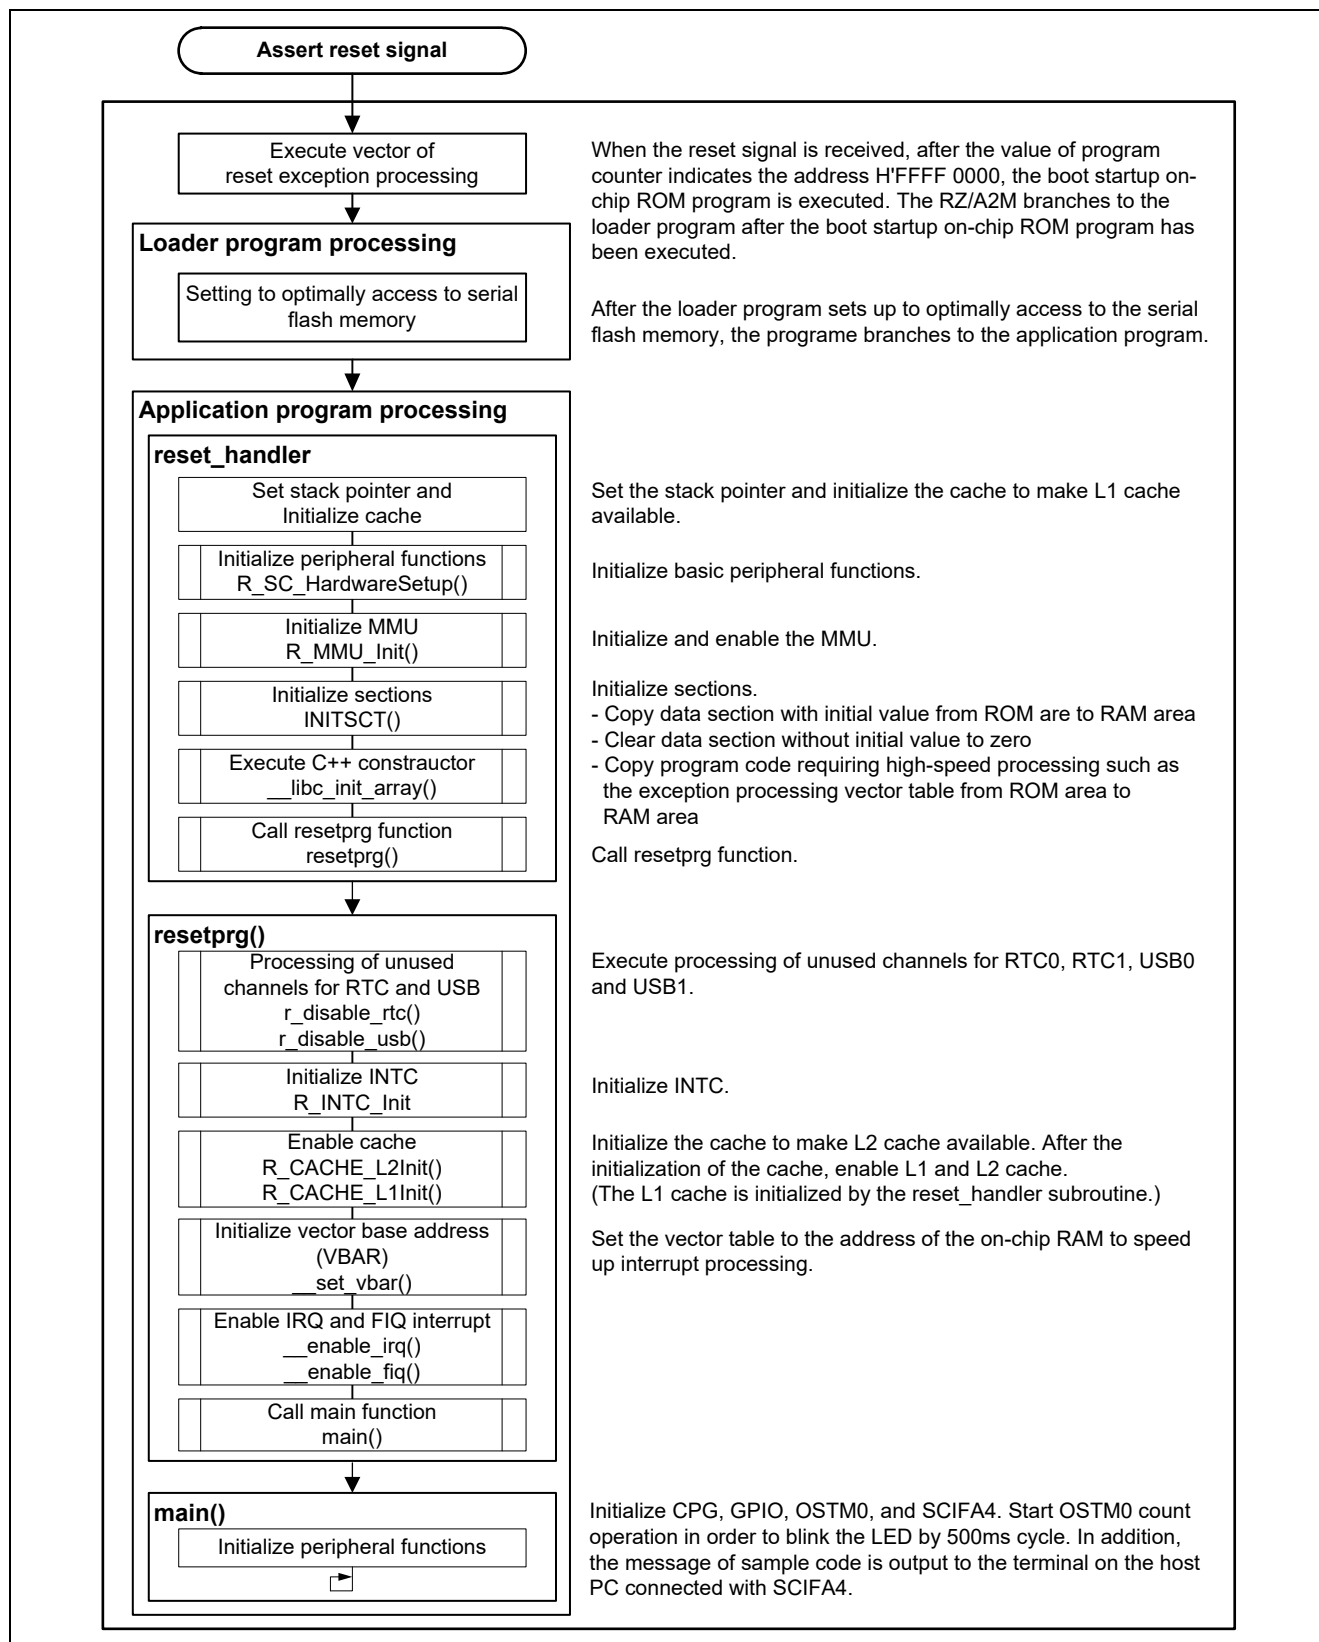 Assert reset signal
Execute vector of
reset exception processing
When the reset signal is received, after the value of program
counter indicates the address H'FFFF 0000, the boot startup on-
chip ROM program is executed. The RZ/A2M branches to the
loader program after the boot startup on-chip ROM program has
been executed.
Loader program processing
Setting to optimally access to serial
flash memory
After the loader program sets up to optimally access to the serial
flash memory, the programe branches to the application program.
Application program processing
reset_handler
Set stack pointer and
Initialize cache
Set the stack pointer and initialize the cache to make L1 cache
available.
Initialize peripheral functions
R_SC_HardwareSetup()
Initialize basic peripheral functions.
Initialize MMU
R_MMU_Init()
Initialize and enable the MMU.
Initialize sections
INITSCT()
Initialize sections.
- Copy data section with initial value from ROM are to RAM area
- Clear data section without initial value to zero
- Copy program code requiring high-speed processing such as
the exception processing vector table from ROM area to
RAM area
Execute C++ constrauctor
__libc_init_array()
Call resetprg function
resetprg()
Call resetprg function.
resetprg()
Processing of unused
channels for RTC and USB
r_disable_rtc()
r_disable_usb()
Execute processing of unused channels for RTC0, RTC1, USB0
and USB1.
Initialize INTC
R_INTC_Init
Initialize INTC.
Enable cache
R_CACHE_L2Init()
R_CACHE_L1Init()
Initialize the cache to make L2 cache available. After the
initialization of the cache, enable L1 and L2 cache.
(The L1 cache is initialized by the reset_handler subroutine.)
Initialize vector base address
(VBAR)
__set_vbar()
Set the vector table to the address of the on-chip RAM to speed
up interrupt processing.
Enable IRQ and FIQ interrupt
__enable_irq()
__enable_fiq()
Call main function
main()
main()
Initialize peripheral functions
Initialize CPG, GPIO, OSTM0, and SCIFA4. Start OSTM0 count
operation in order to blink the LED by 500ms cycle. In addition,
the message of sample code is output to the terminal on the host
PC connected with SCIFA4.